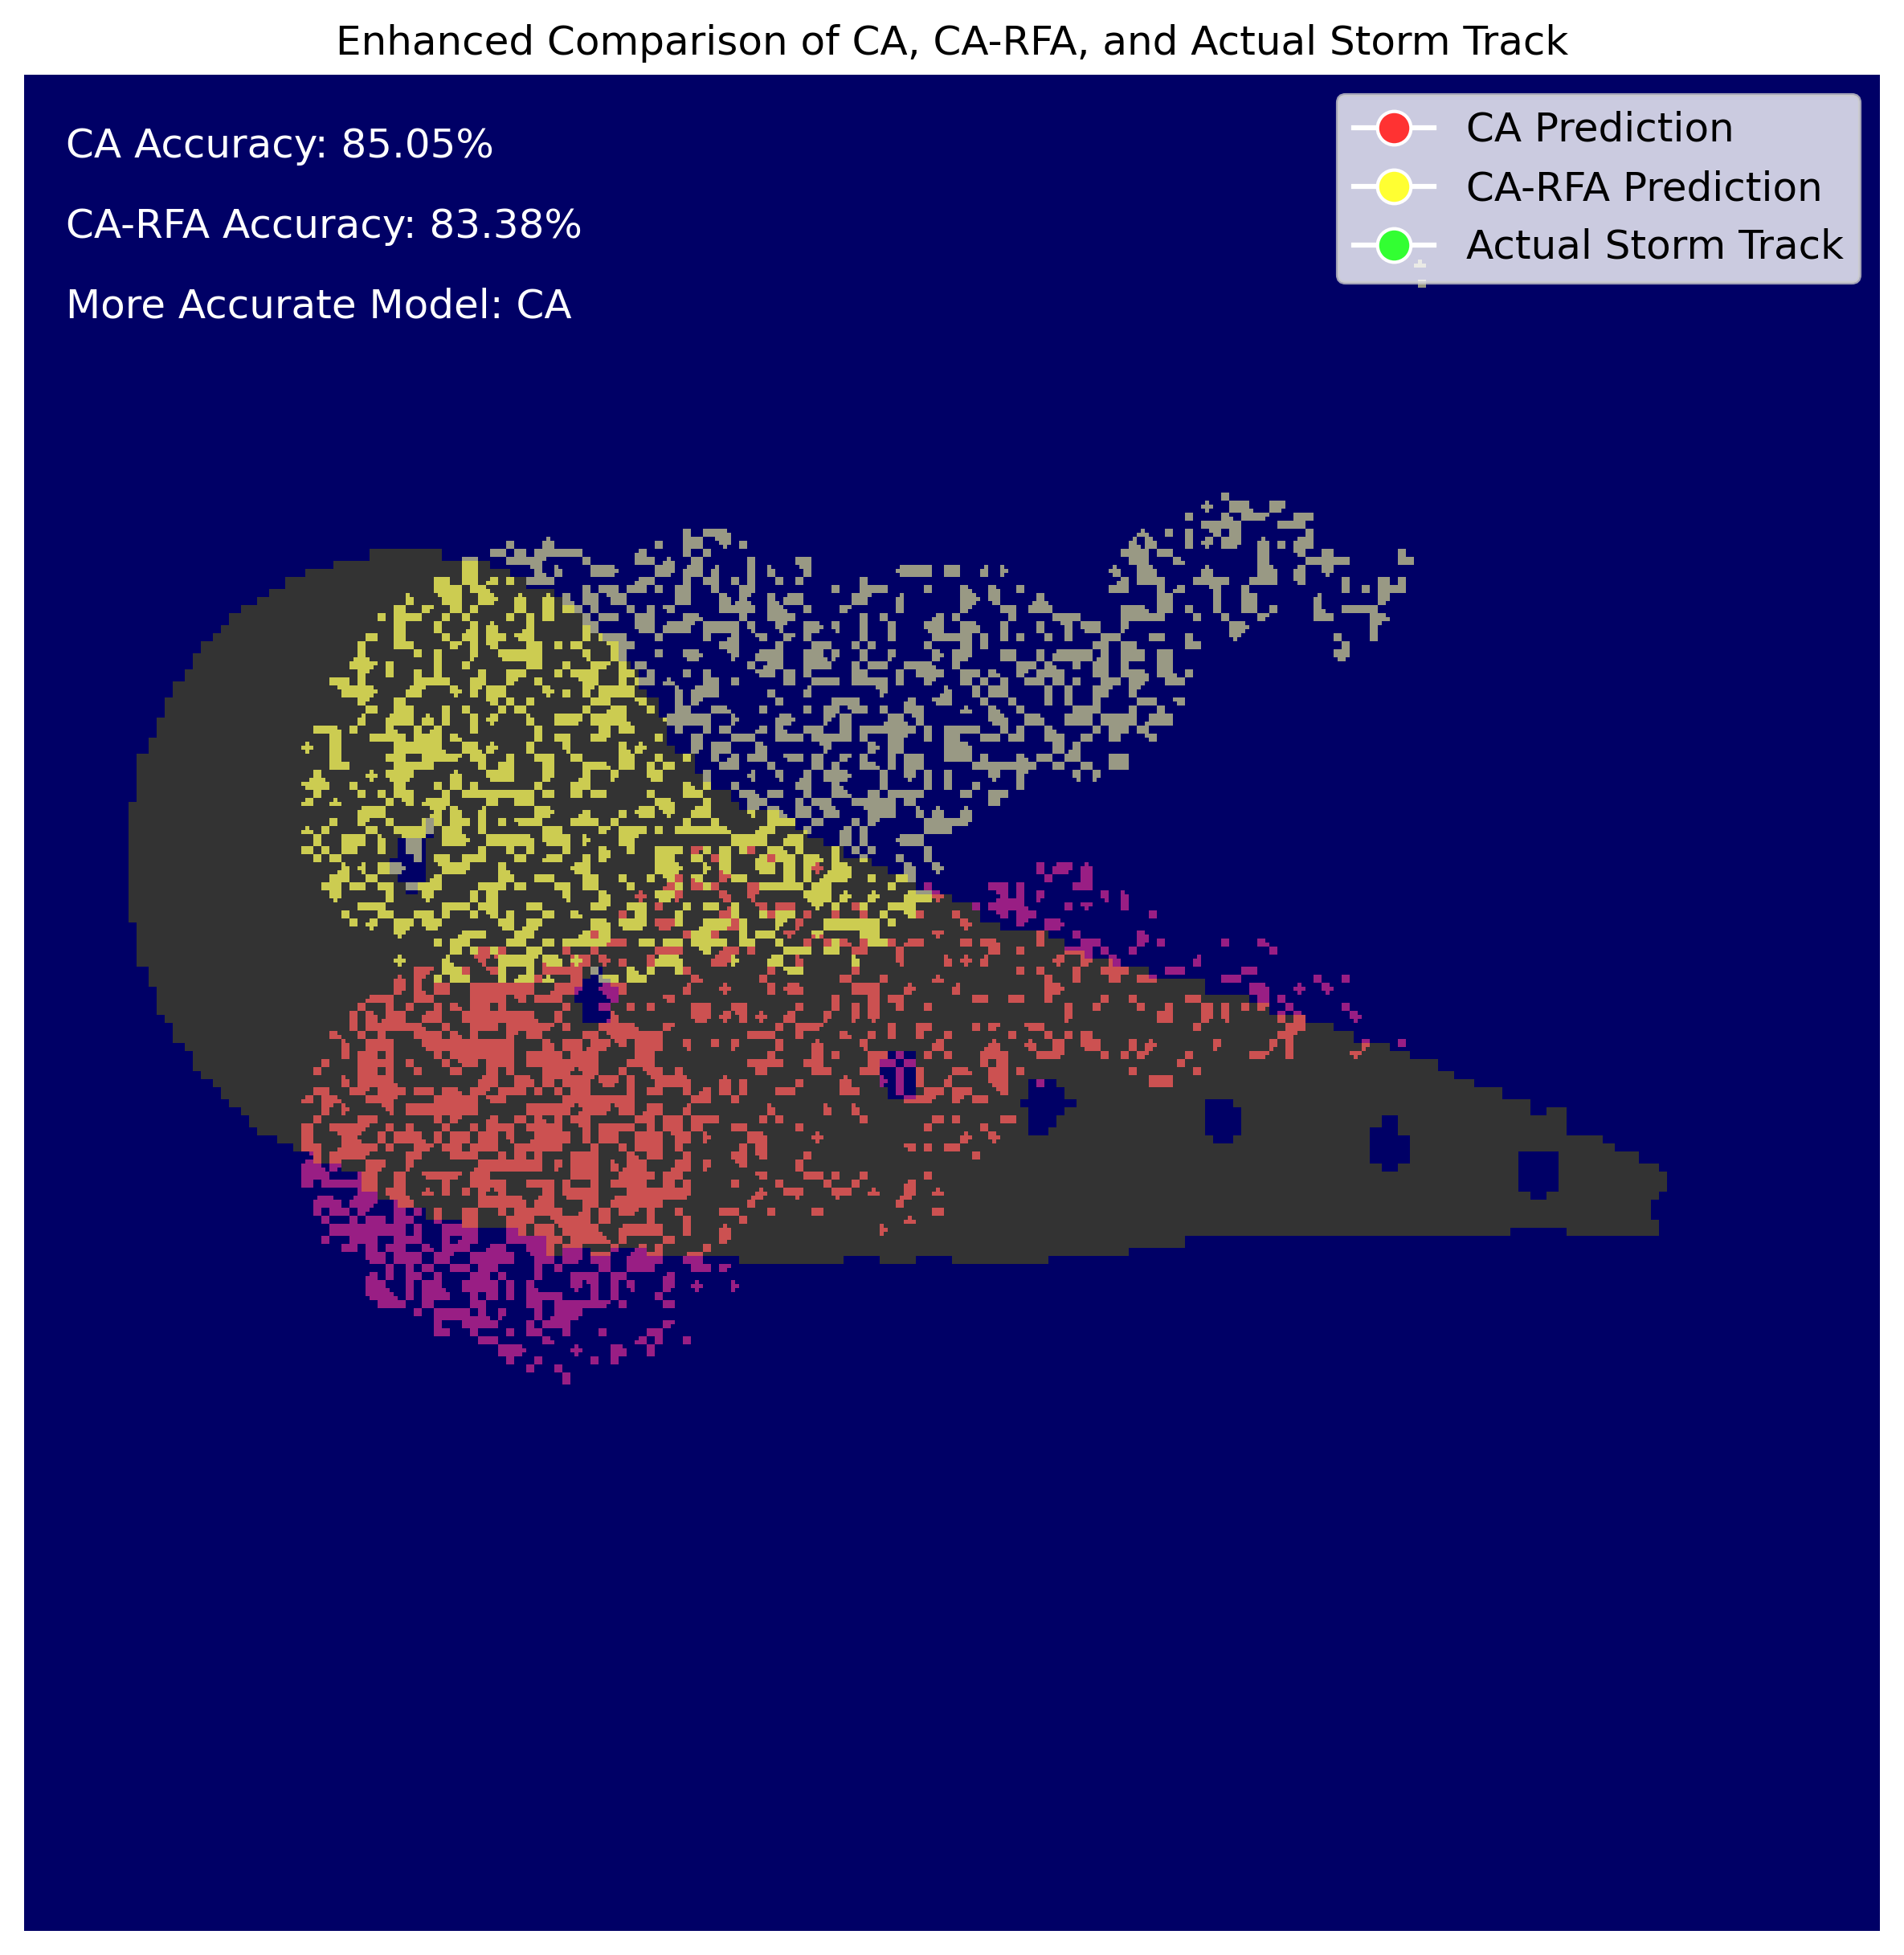 Enhanced Comparison of CA, CA-RFA, and Actual Storm Track
CA Accuracy: 85.05%
CA-RFA Accuracy: 83.38%
More Accurate Model: CA
CA Prediction
CA-RFA Prediction
Actual Storm Track